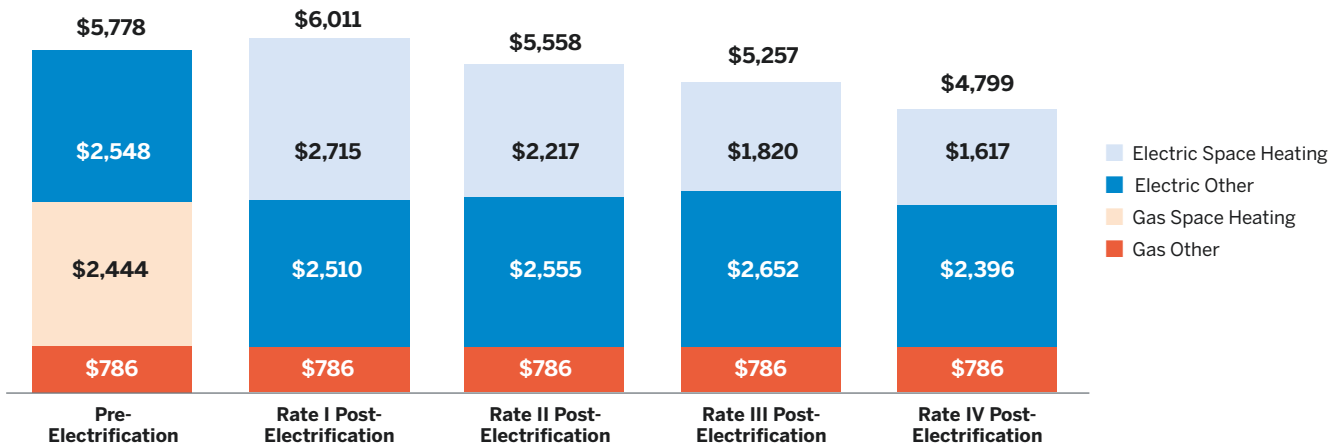 $5,778
$6,011
$5,558
$5,257
$4,799
$2,548
$2,715
$2,217
$1,820
$1,617
Electric Space Heating
Electric Other
Gas Space Heating
Gas Other
$2,444
$2,510
$2,555
$2,652
$2,396
$786
$786
$786
$786
$786
Pre-
Electrification
Rate I Post-
Electrification
Rate II Post-
Electrification
Rate III Post-
Electrification
Rate IV Post-
Electrification